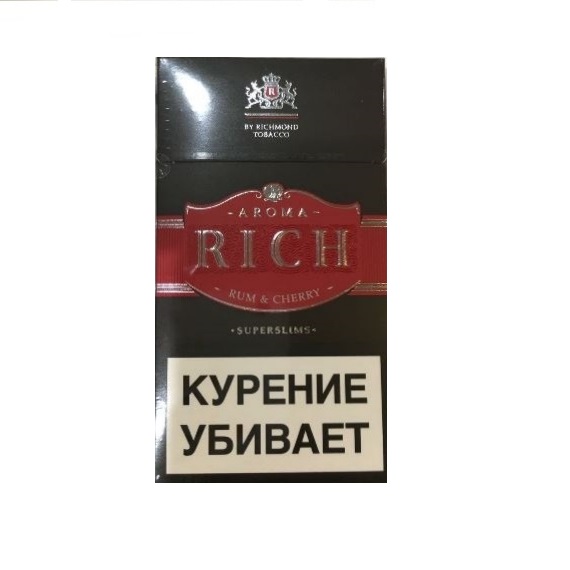 R
BY RICHMOND
TOBACCO
- AROMA -
RICH
- RUM & CHERRY -
•SUPERSLIMS•
КУРЕНИЕ
УБИВАЕТ